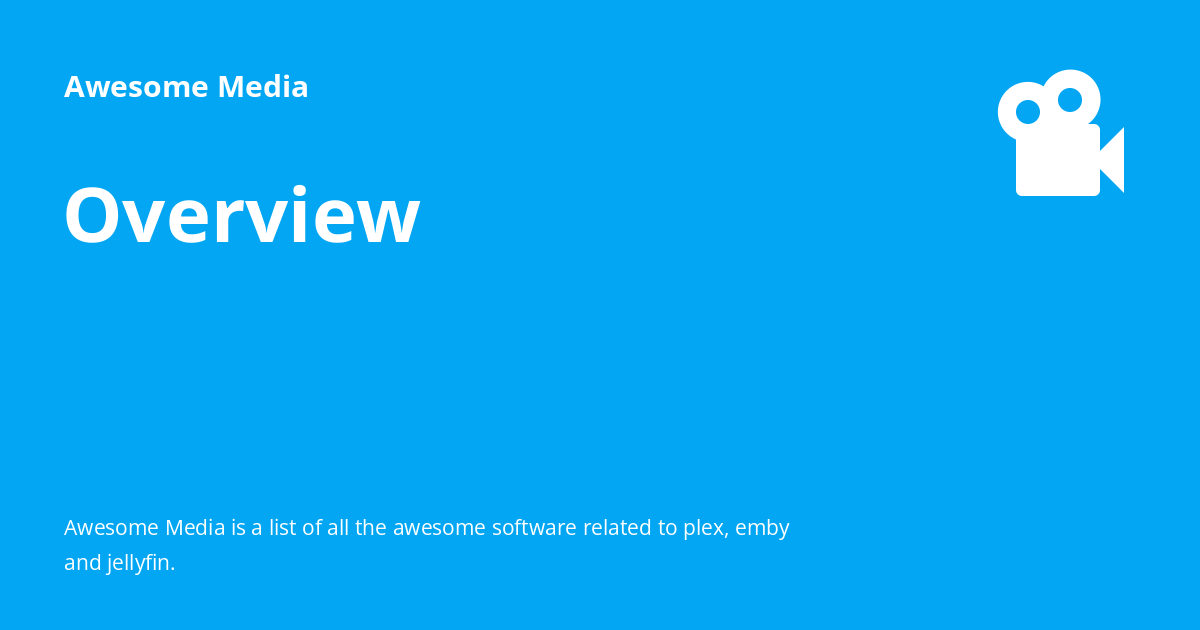 Awesome Media
Overview
Awesome Media is a list of all the awesome software related to plex, emby
and jellyfin.